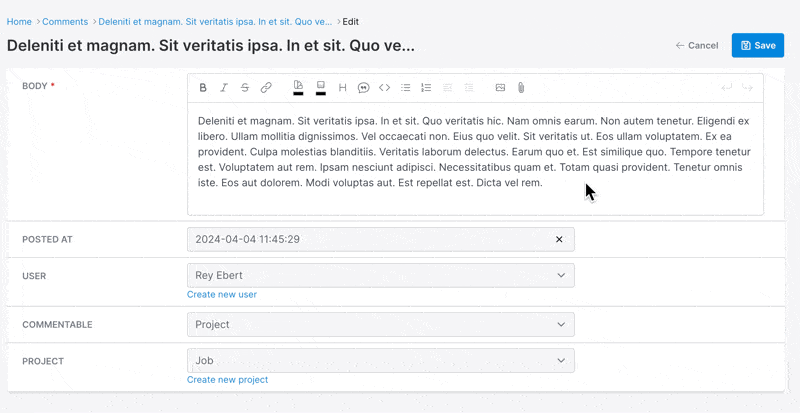 Home > Comments > Deleniti et magnam. Sit veritatis ipsa. In et sit. Quo ve... > Edit
Deleniti et magnam. Sit veritatis ipsa. In et sit. Quo ve...
Cancel
Save
BODY *
B I S H
Deleniti et magnam. Sit veritatis ipsa. In et sit. Quo veritatis hic. Nam omnis earum. Non autem tenetur. Eligendi ex
libero. Ullam mollitia dignissimos. Vel occaecati non. Eius quo velit. Sit veritatis ut. Eos ullam voluptatem. Ex ea
provident. Culpa molestias blanditiis. Veritatis laborum delectus. Earum quo et. Est similique quo. Tempore tenetur
est. Voluptatem aut rem. Ipsam nesciunt adipisci. Necessitatibus quam et. Totam quasi provident. Tenetur omnis
iste. Eos aut dolorem. Modi voluptas aut. Est repellat est. Dicta vel rem.
POSTED AT
2024-04-04 11:45:29
USER
Rey Ebert
Create new user
COMMENTABLE
Project
PROJECT
Job
Create new project